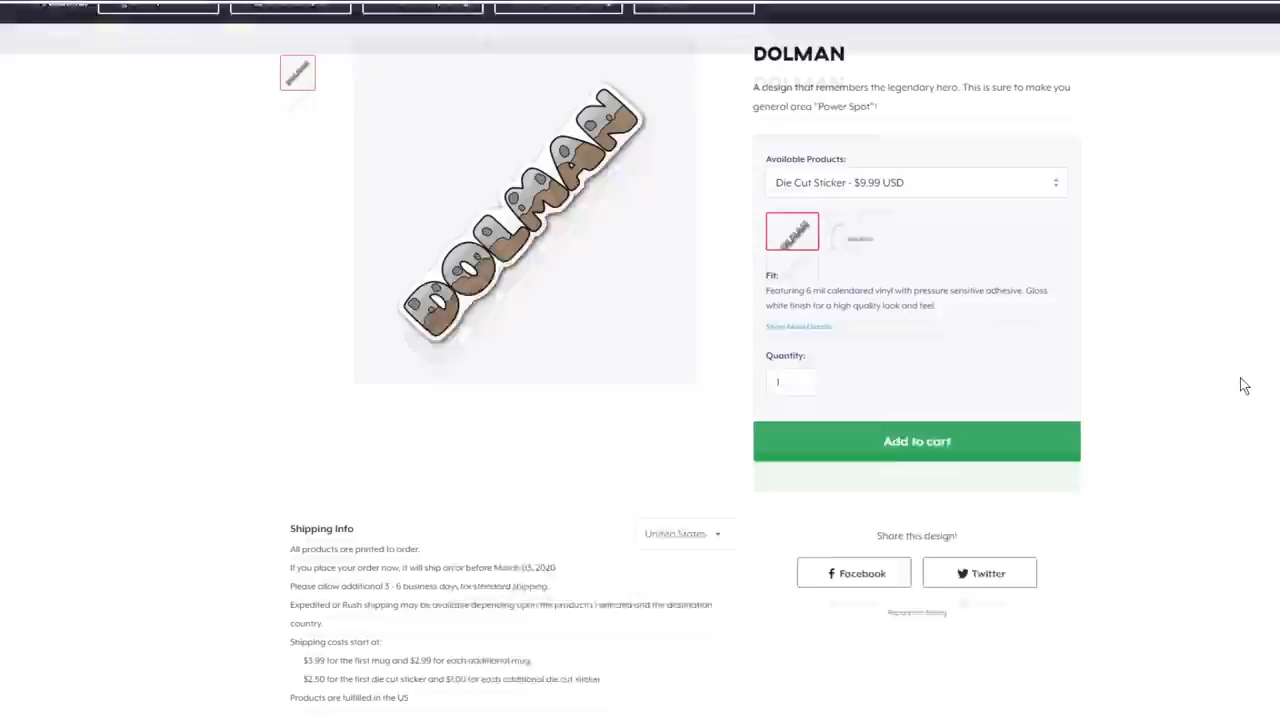 DOLMAN
DOLMAN
A design that remembers the legendary hero. This is sure to make you
general area "Power Spot"!
Available Products:
Die Cut Sticker - $9.99 USD
Fit:
Featuring 6 mil calendared vinyl with pressure sensitive adhesive. Gloss
white finish for a high quality look and feel.
Show More Details
Quantity:
1
Add to cart
Shipping Info
United States
All products are printed to order.
If you place your order now, it will ship on or before March 03, 2020
Please allow additional 3 - 6 business days for standard shipping.
Expedited or Rush shipping may be available depending upon the product(s) selected and the destination
country.
Shipping costs start at:
$3.99 for the first mug and $2.99 for each additional mug.
$2.50 for the first die cut sticker and $1.00 for each additional die cut sticker
Products are fulfilled in the US
Share this design!
Facebook
Twitter